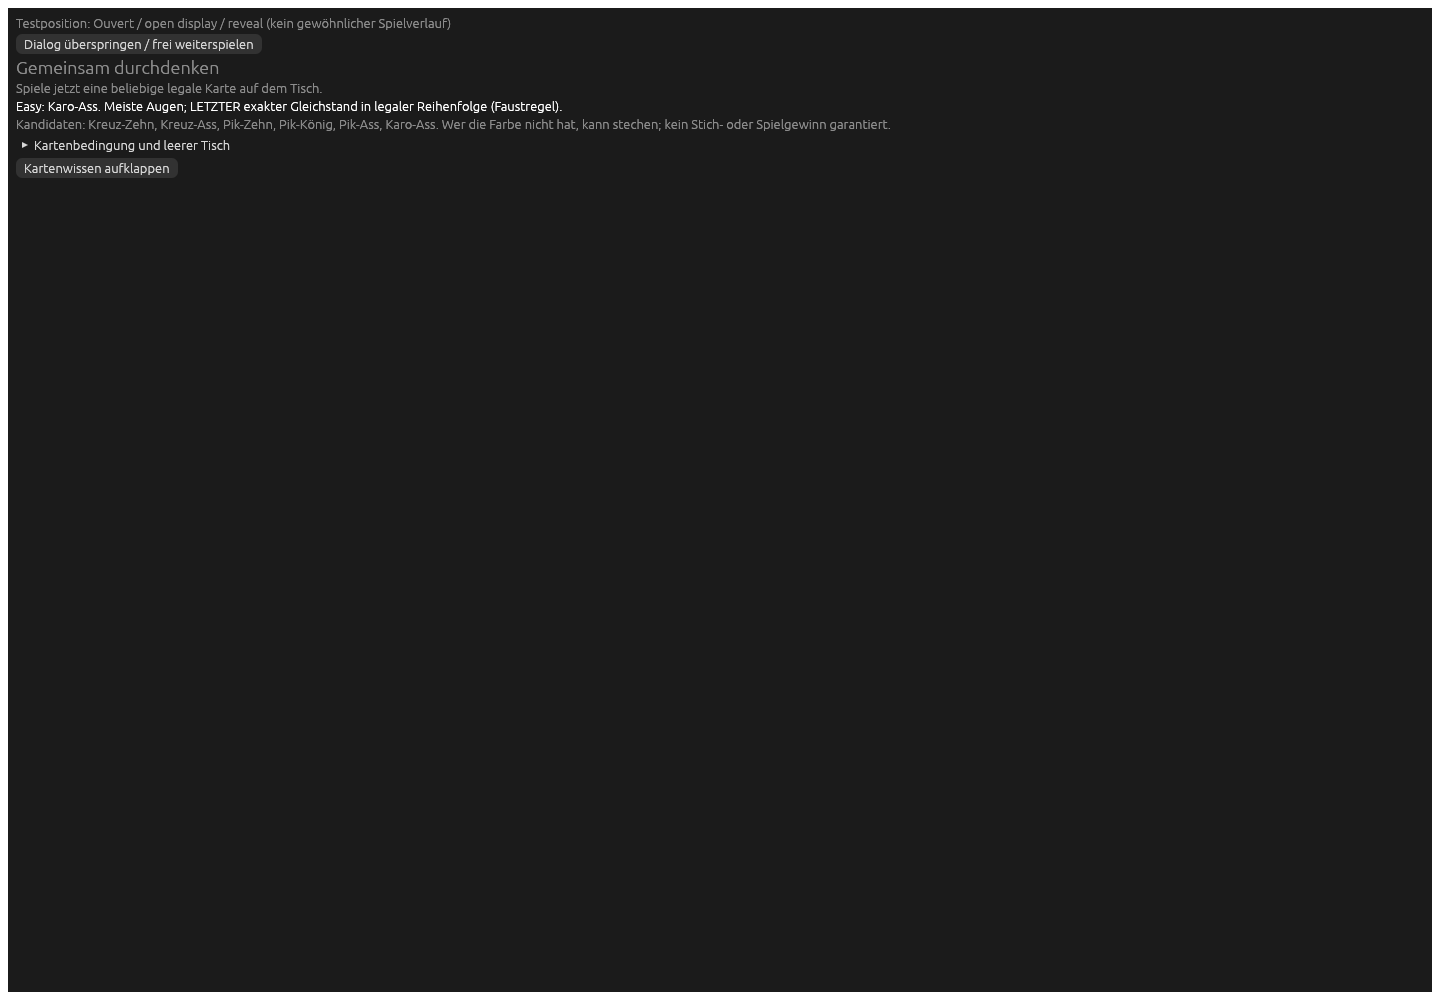 Testposition: Ouvert / open display / reveal (kein gewöhnlicher Spielverlauf)
Dialog überspringen / frei weiterspielen
Gemeinsam durchdenken
Spiele jetzt eine beliebige legale Karte auf dem Tisch.
Easy: Karo-Ass. Meiste Augen; LETZTER exakter Gleichstand in legaler Reihenfolge (Faustregel).
Kandidaten: Kreuz-Zehn, Kreuz-Ass, Pik-Zehn, Pik-König, Pik-Ass, Karo-Ass. Wer die Farbe nicht hat, kann stechen; kein Stich- oder Spielgewinn garantiert.
Kartenbedingung und leerer Tisch
Kartenwissen aufklappen